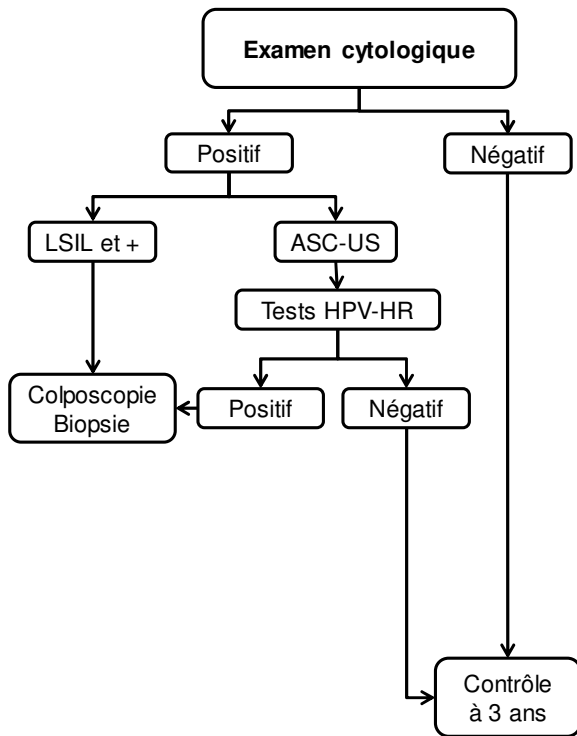 Examen cytologique
Positif
Négatif
LSIL et +
ASC-US
Tests HPV-HR
Colposcopie
Biopsie
Positif
Négatif
Contrôle
à 3 ans